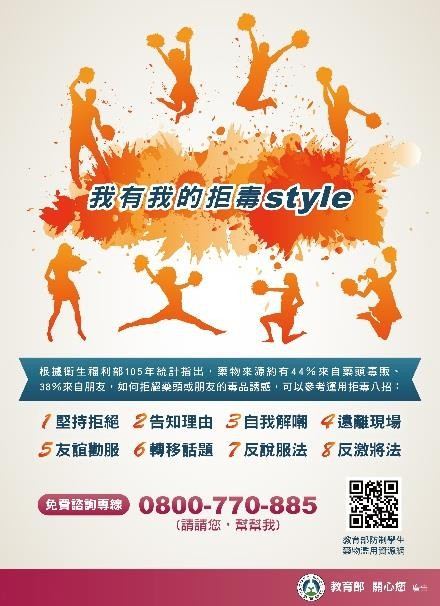 我有我的拒毒style
根據衛生福利部105年統計指出，藥物來源約有44%來自藥頭毒販、
38%來自朋友，如何拒絕藥頭或朋友的毒品誘惑，可以參考運用拒毒八招：
1 堅持拒絕 2 告知理由 3 自我解嘲 4 遠離現場
5 友誼勸服 6 轉移話題 7 反說服法 8 反激將法
免費諮詢專線 0800-770-885
(請請您，幫幫我)
教育部防制學生
藥物濫用資源網
教育部 關心您 廣告